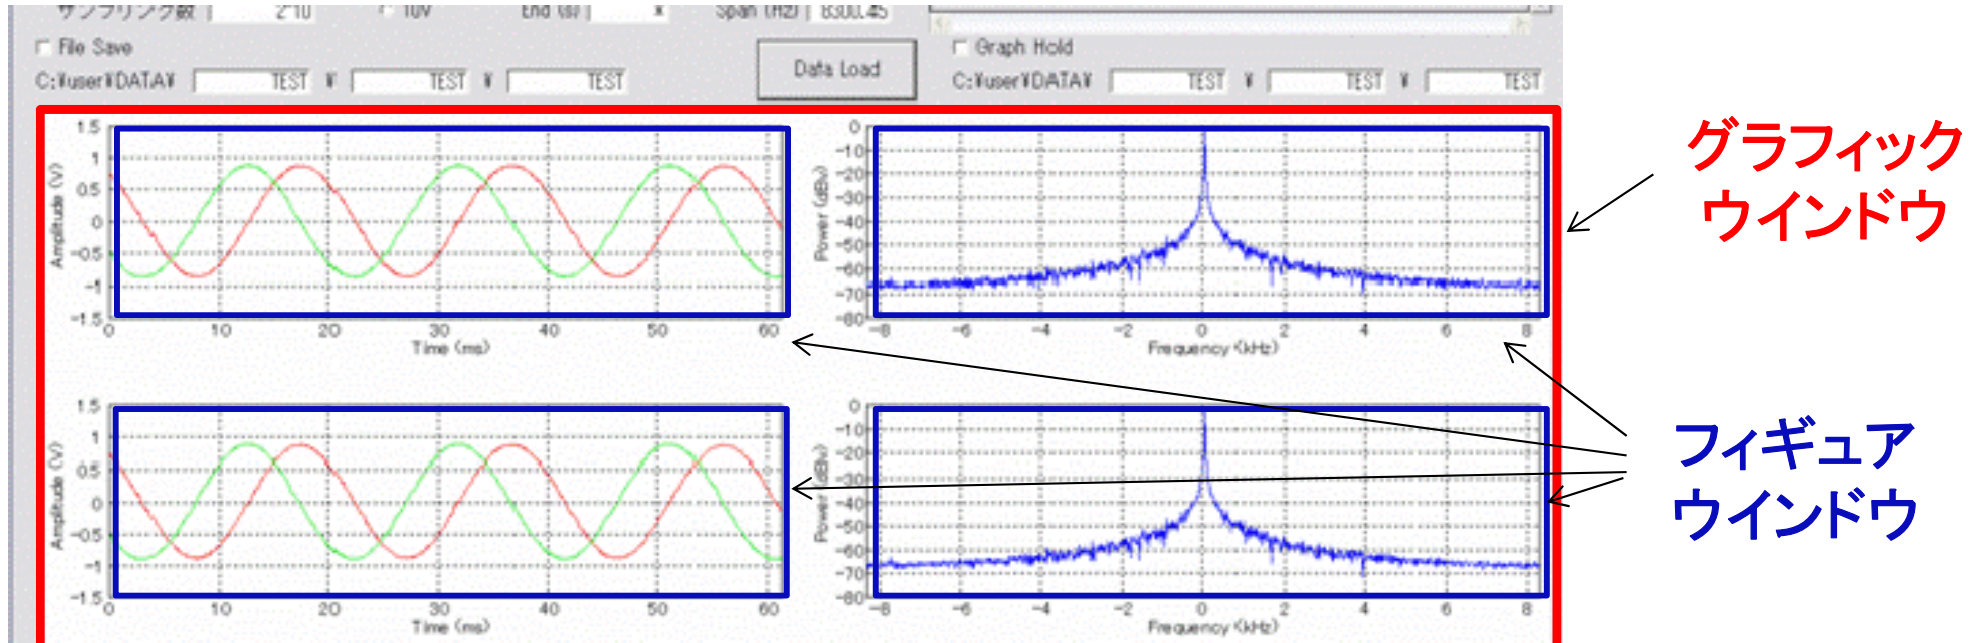 サンプリング数 2^10 10V End (s) Span (Hz) 8300.45
File Save
C:¥user¥DATA¥ TEST ¥ TEST ¥ TEST
Data Load
Graph Hold
C:¥user¥DATA¥ TEST ¥ TEST ¥ TEST
グラフィック
ウインドウ
フィギュア
ウインドウ
1.5
1
0.5
0
-0.5
-1
-1.5
Amplitude (V)
0 10 20 30 40 50 60
Time (ms)
0
-10
-20
-30
-40
-50
-60
-70
-80
Power (dBv)
-8 -6 -4 -2 0 2 4 6 8
Frequency (kHz)
1.5
1
0.5
0
-0.5
-1
-1.5
Amplitude (V)
0 10 20 30 40 50 60
Time (ms)
0
-10
-20
-30
-40
-50
-60
-70
-80
Power (dBv)
-8 -6 -4 -2 0 2 4 6 8
Frequency (kHz)